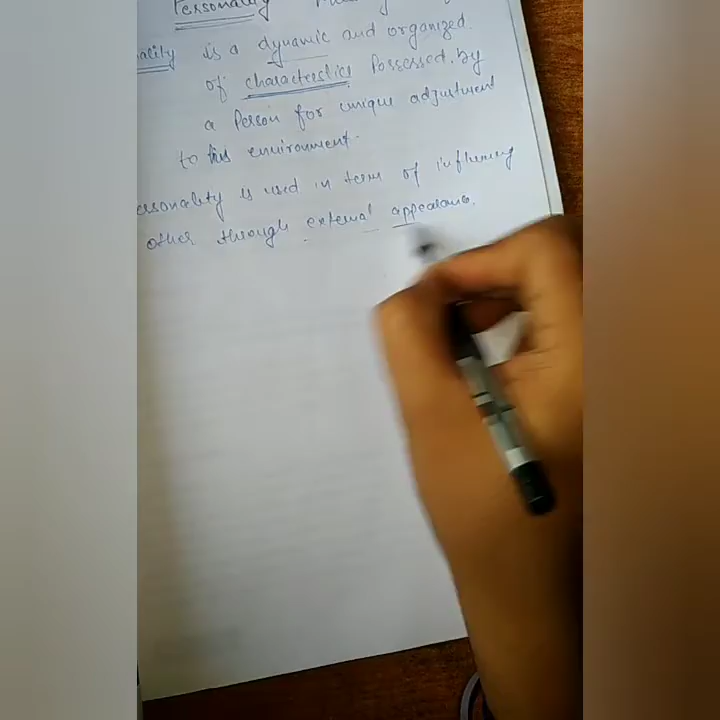 Personality
ality is a dynamic and organized
of characteristics Possessed by
a Person for unique adjustment
to his environment.
ersonality is used in term of influencing
other through external appearance.